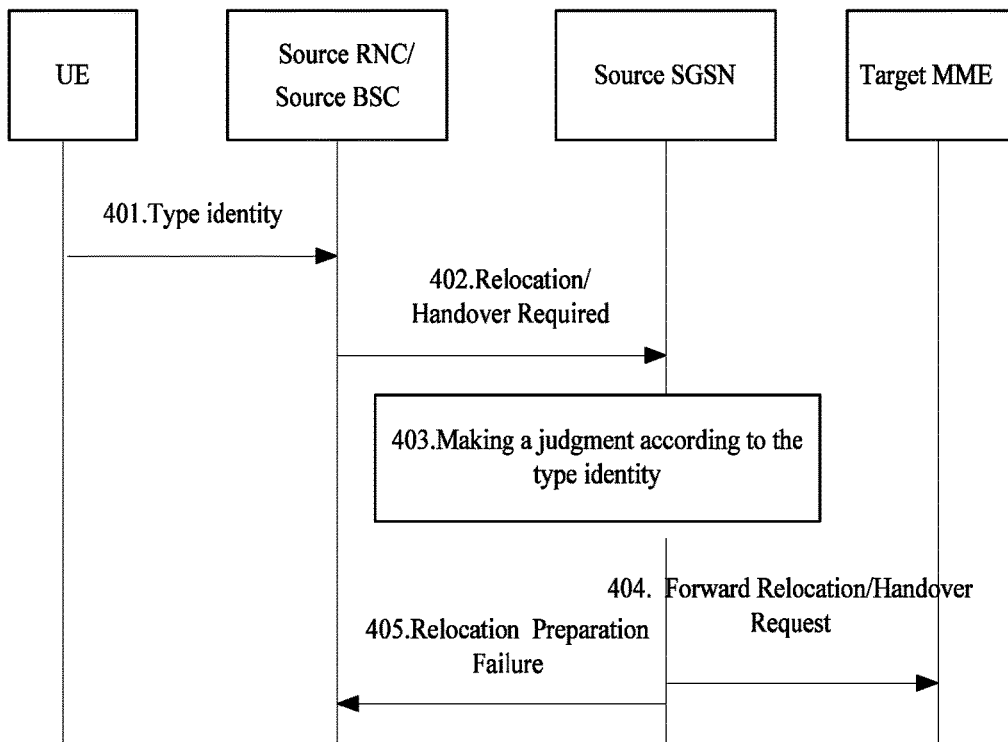 UE
Source RNC/
Source BSC
Source SGSN
Target MME
401.Type identity
402.Relocation/
Handover Required
403.Making a judgment according to the
type identity
404. Forward Relocation/Handover
Request
405.Relocation Preparation
Failure